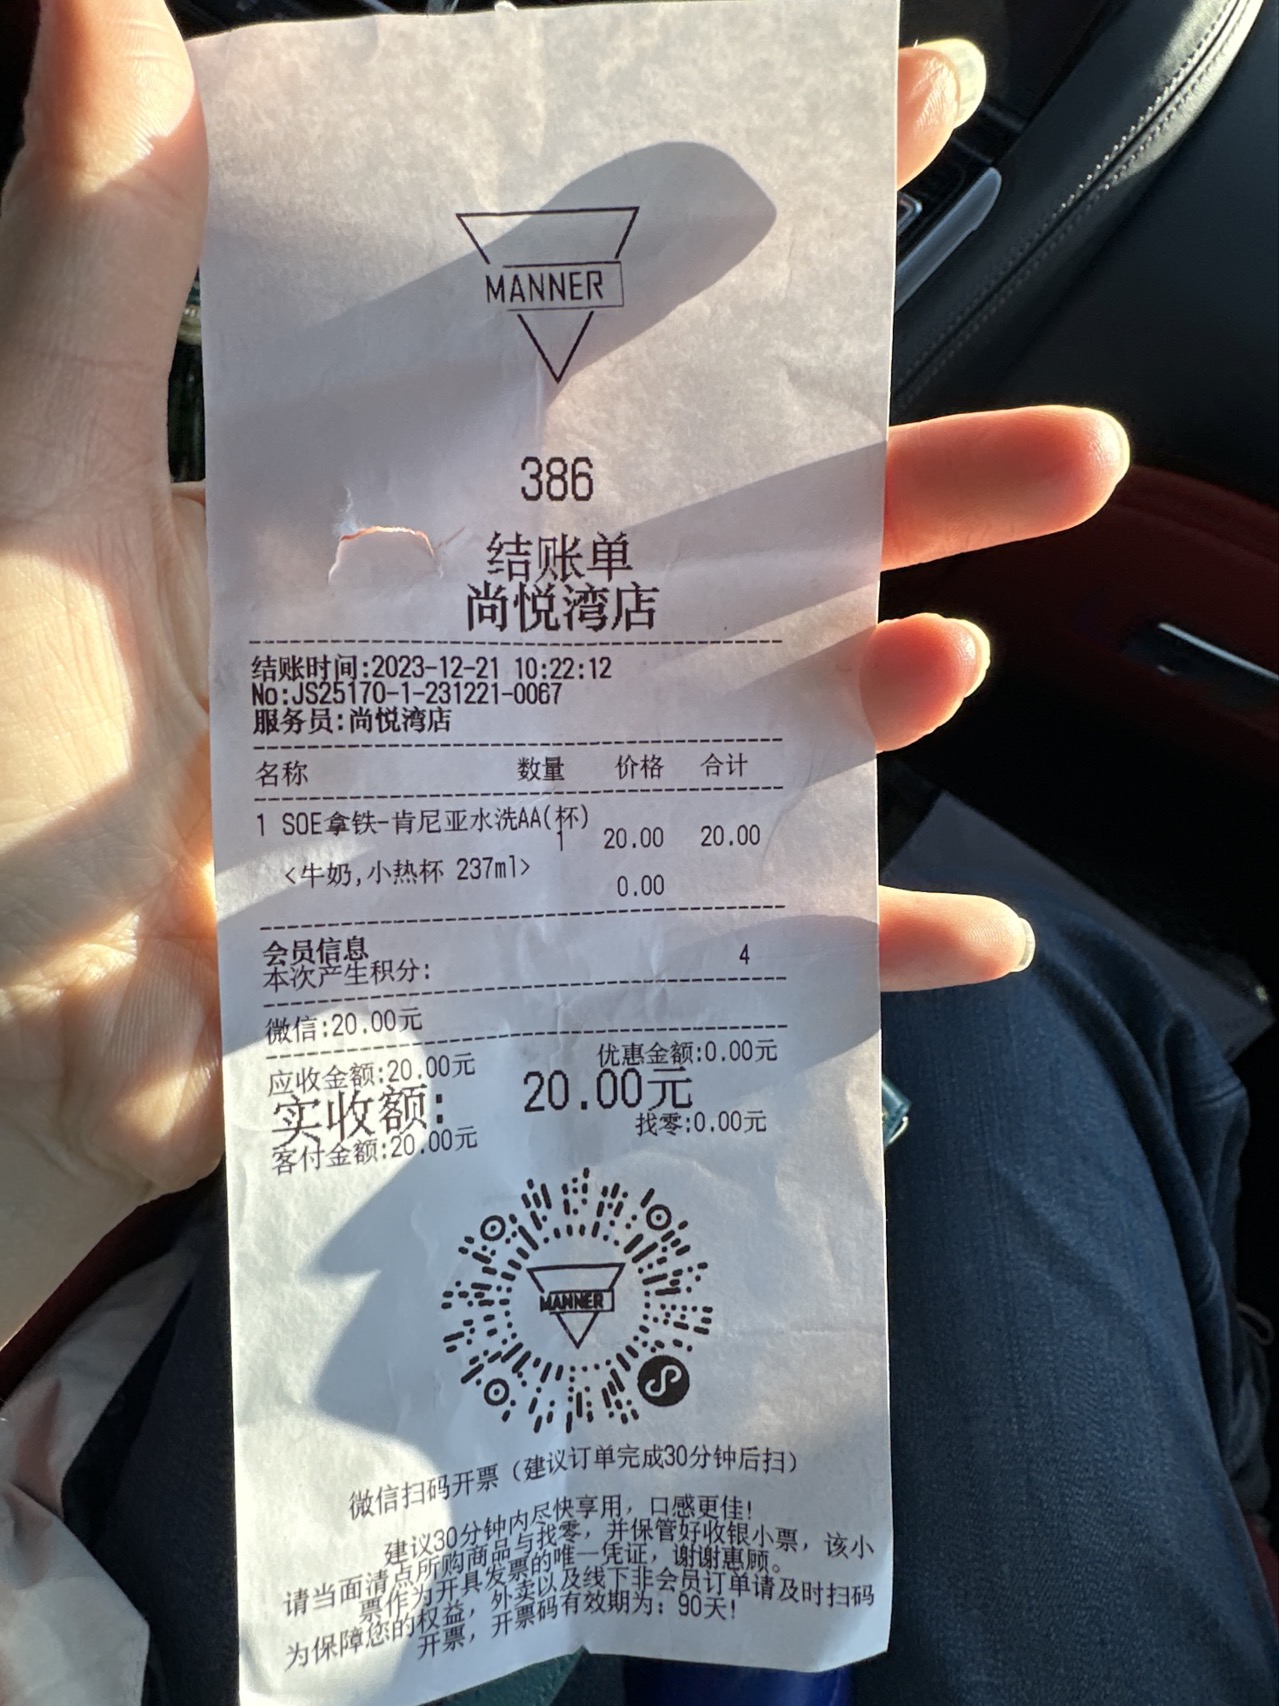 MANNER
386
结账单
尚悦湾店
结账时间:2023-12-21 10:22:12
No:JS25170-1-231221-0067
服务员:尚悦湾店
名称 数量 价格 合计
1 SOE拿铁-肯尼亚水洗AA(杯)
1 20.00 20.00
<牛奶,小热杯 237ml>
0.00
会员信息
本次产生积分: 4
微信:20.00元
应收金额:20.00元 优惠金额:0.00元
实收额: 20.00元
客付金额:20.00元 找零:0.00元
MANNER
微信扫码开票（建议订单完成30分钟后扫）
建议30分钟内尽快享用，口感更佳!
请当面清点所购商品与找零，并保管好收银小票，该小
票作为开具发票的唯一凭证，谢谢惠顾。
为保障您的权益，外卖以及线下非会员订单请及时扫码
开票，开票码有效期为：90天!